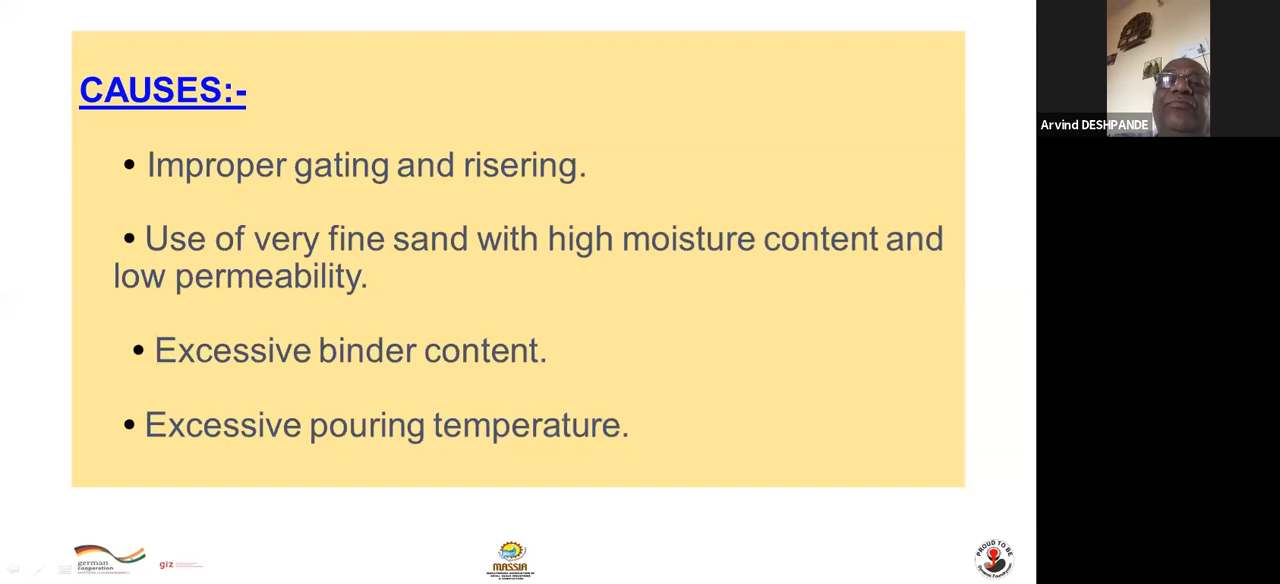 CAUSES:-
• Improper gating and risering.
• Use of very fine sand with high moisture content and
low permeability.
• Excessive binder content.
• Excessive pouring temperature.
Arvind DESHPANDE
german
cooperation
giz
MASSIA
PROUD TO BE